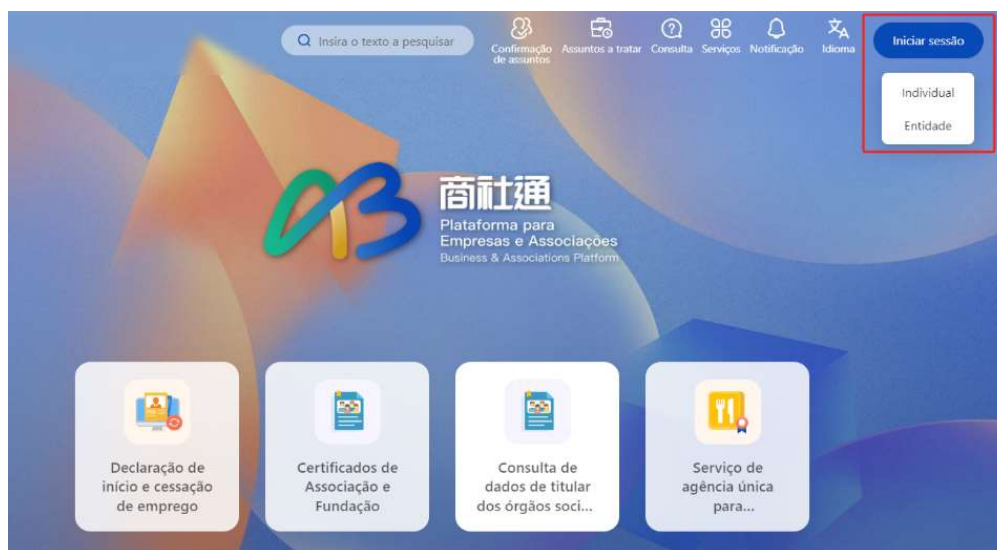 Insira o texto a pesquisar
Confirmação
de assuntos
Assuntos a tratar
Consulta
Serviços
Notificação
Idioma
Iniciar sessão
Individual
Entidade
商社通
Plataforma para
Empresas e Associações
Business & Associations Platform
Declaração de
início e cessação
de emprego
Certificados de
Associação e
Fundação
Consulta de
dados de titular
dos órgãos soci...
Serviço de
agência única
para...